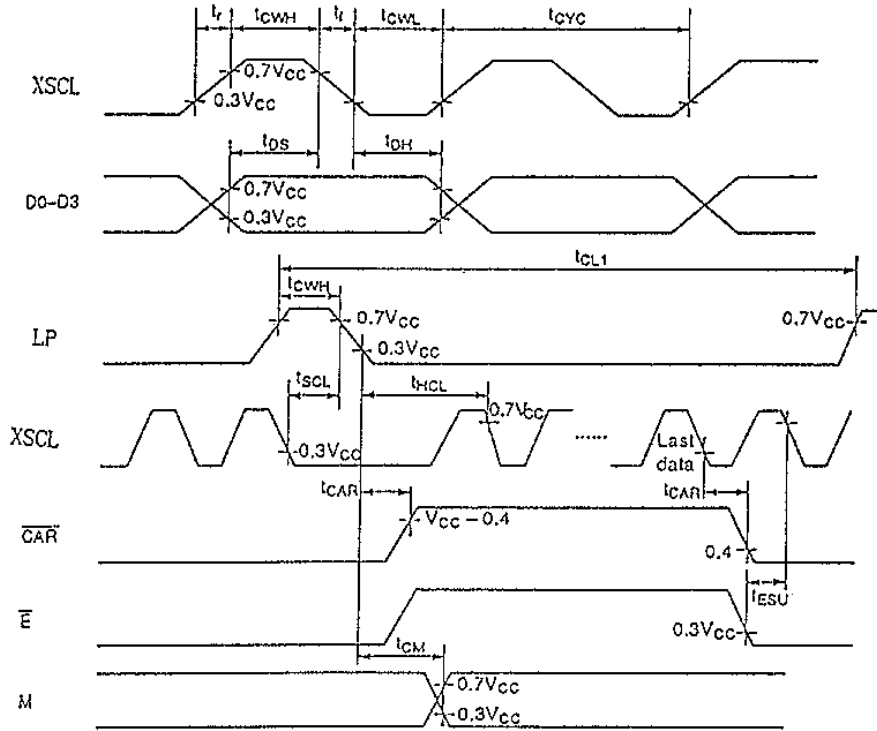 tr tCWH tf tCWL tCYC
XSCL
0.7VCC
0.3VCC
tDS tDH
D0-D3
0.7VCC
0.3VCC
tCL1
tCWH
LP
0.7VCC
0.7VCC
0.3VCC
tSCL tHCL
XSCL
0.7VCC
0.3VCC
......
Last
data
tCAR tCAR
CAR
VCC-0.4
0.4
tESU
E
0.3VCC
tCM
M
0.7VCC
0.3VCC